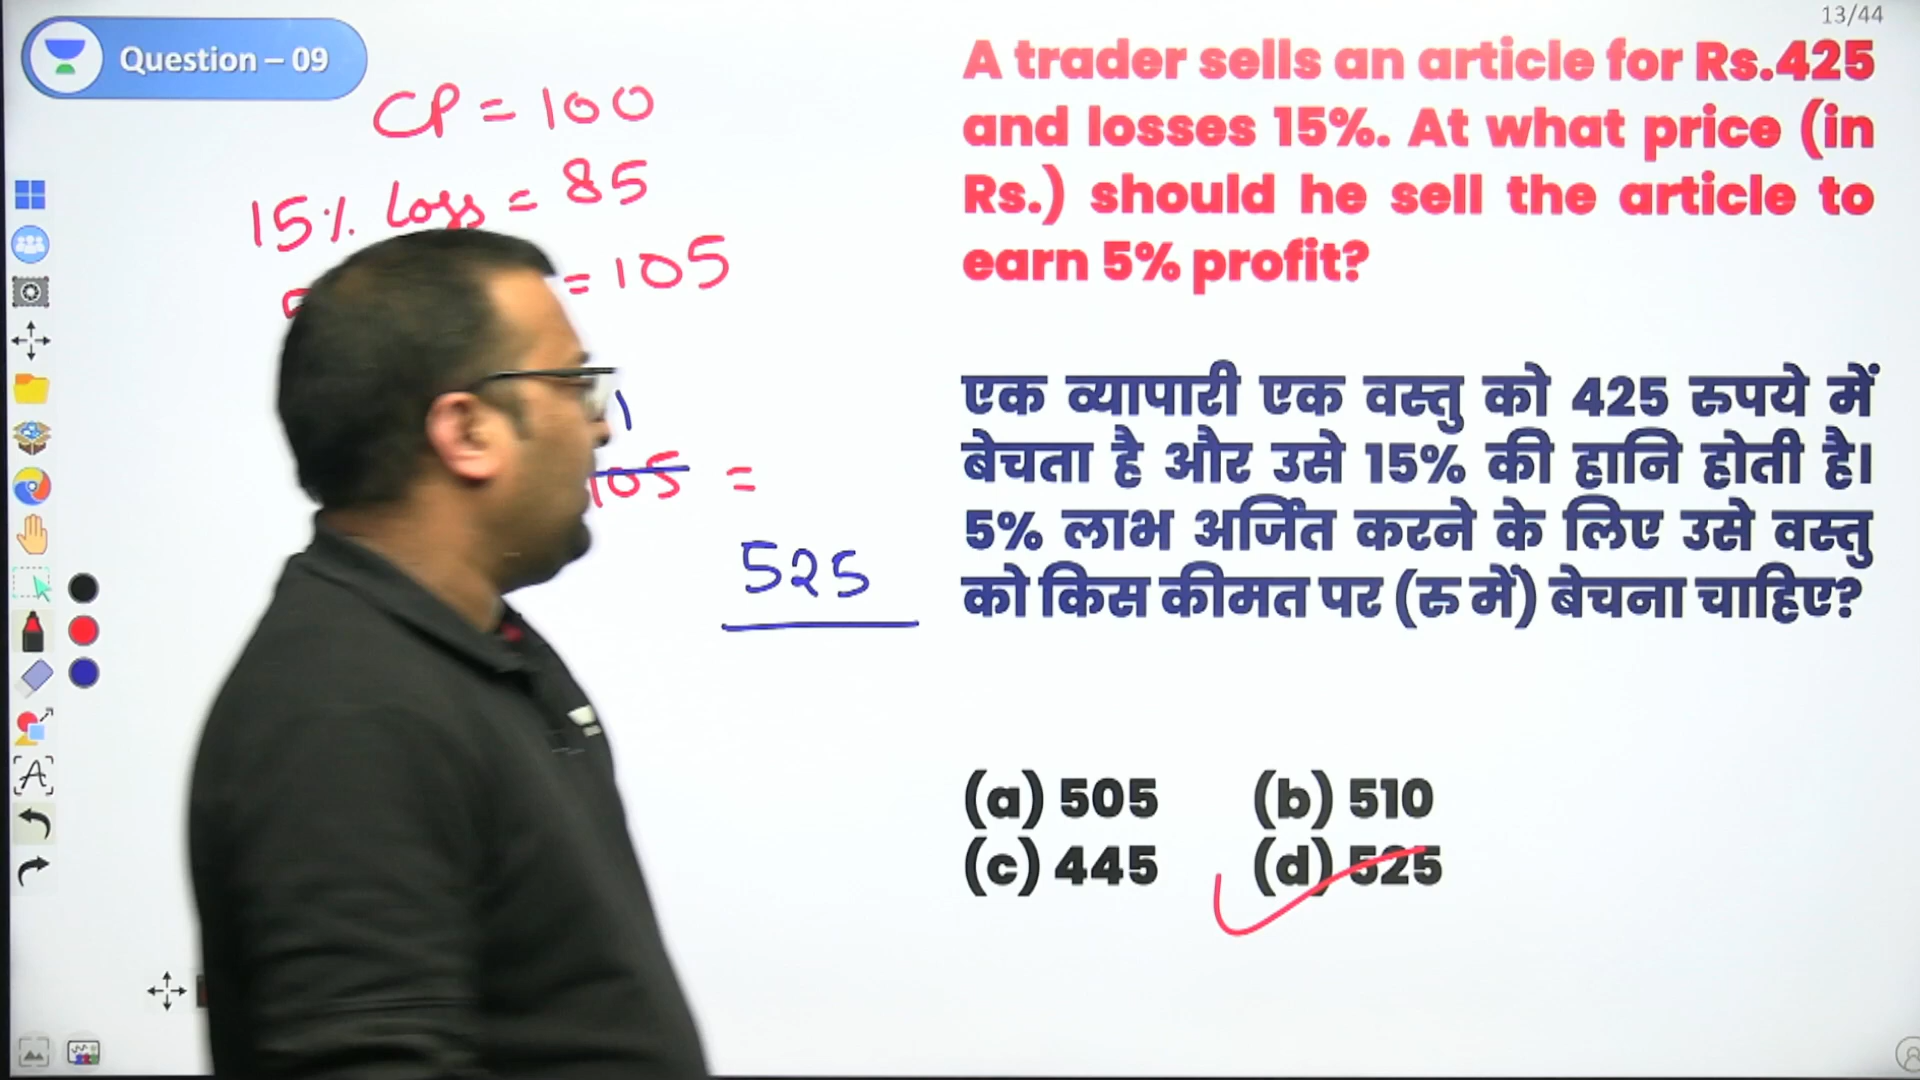 13/44
Question – 09
CP = 100
15% Loss = 85
= 105
1
105 =
525
A trader sells an article for Rs.425
and losses 15%. At what price (in
Rs.) should he sell the article to
earn 5% profit?
एक व्यापारी एक वस्तु को 425 रुपये में
बेचता है और उसे 15% की हानि होती है।
5% लाभ अर्जित करने के लिए उसे वस्तु
को किस कीमत पर (रु में) बेचना चाहिए?
(a) 505 (b) 510
(c) 445 (d) 525